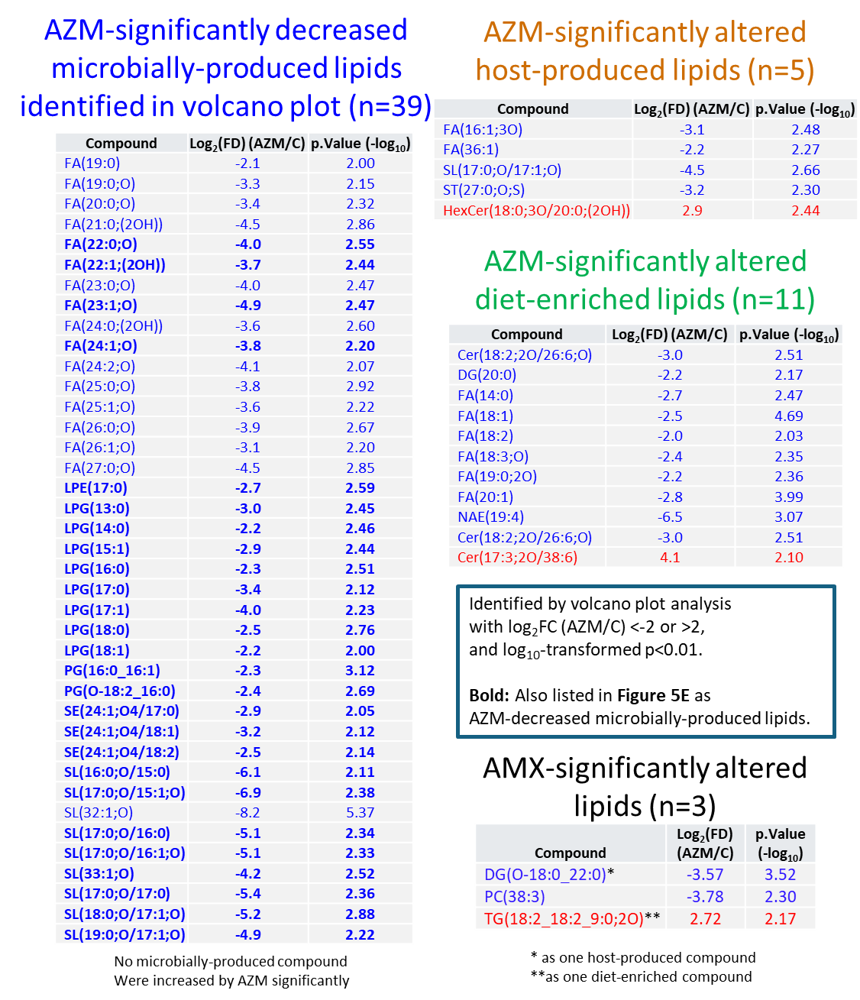 AZM-significantly decreased
microbially-produced lipids
identified in volcano plot (n=39)
Compound Log2(FD) (AZM/C) p.Value (-log10)
FA(19:0) -2.1 2.00
FA(19:0;O) -3.3 2.15
FA(20:0;O) -3.4 2.32
FA(21:0;(2OH)) -4.5 2.86
FA(22:0;O) -4.0 2.55
FA(22:1;(2OH)) -3.7 2.44
FA(23:0;O) -4.0 2.47
FA(23:1;O) -4.9 2.47
FA(24:0;(2OH)) -3.6 2.60
FA(24:1;O) -3.8 2.20
FA(24:2;O) -4.1 2.07
FA(25:0;O) -3.8 2.92
FA(25:1;O) -3.6 2.22
FA(26:0;O) -3.9 2.67
FA(26:1;O) -3.1 2.20
FA(27:0;O) -4.5 2.85
LPE(17:0) -2.7 2.59
LPG(13:0) -3.0 2.45
LPG(14:0) -2.2 2.46
LPG(15:1) -2.9 2.44
LPG(16:0) -2.3 2.51
LPG(17:0) -3.4 2.12
LPG(17:1) -4.0 2.23
LPG(18:0) -2.5 2.76
LPG(18:1) -2.2 2.00
PG(16:0_16:1) -2.3 3.12
PG(O-18:2_16:0) -2.4 2.69
SE(24:1;O4/17:0) -2.9 2.05
SE(24:1;O4/18:1) -3.2 2.12
SE(24:1;O4/18:2) -2.5 2.14
SL(16:0;O/15:0) -6.1 2.11
SL(17:0;O/15:1;O) -6.9 2.38
SL(32:1;O) -8.2 5.37
SL(17:0;O/16:0) -5.1 2.34
SL(17:0;O/16:1;O) -5.1 2.33
SL(33:1;O) -4.2 2.52
SL(17:0;O/17:0) -5.4 2.36
SL(18:0;O/17:1;O) -5.2 2.88
SL(19:0;O/17:1;O) -4.9 2.22
No microbially-produced compound
Were increased by AZM significantly
AZM-significantly altered
host-produced lipids (n=5)
Compound Log2(FD) (AZM/C) p.Value (-log10)
FA(16:1;3O) -3.1 2.48
FA(36:1) -2.2 2.27
SL(17:0;O/17:1;O) -4.5 2.66
ST(27:0;O;S) -3.2 2.30
HexCer(18:0;3O/20:0;(2OH)) 2.9 2.44
AZM-significantly altered
diet-enriched lipids (n=11)
Compound Log2(FD) (AZM/C) p.Value (-log10)
Cer(18:2;2O/26:6;O) -3.0 2.51
DG(20:0) -2.2 2.17
FA(14:0) -2.7 2.47
FA(18:1) -2.5 4.69
FA(18:2) -2.0 2.03
FA(18:3;O) -2.4 2.35
FA(19:0;2O) -2.2 2.36
FA(20:1) -2.8 3.99
NAE(19:4) -6.5 3.07
Cer(18:2;2O/26:6;O) -3.0 2.51
Cer(17:3;2O/38:6) 4.1 2.10
Identified by volcano plot analysis
with log2FC (AZM/C) <-2 or >2,
and log10-transformed p<0.01.
Bold: Also listed in Figure 5E as
AZM-decreased microbially-produced lipids.
AMX-significantly altered
lipids (n=3)
Log2(FD) p.Value
Compound (AZM/C) (-log10)
DG(O-18:0_22:0)* -3.57 3.52
PC(38:3) -3.78 2.30
TG(18:2_18:2_9:0;2O)** 2.72 2.17
* as one host-produced compound
**as one diet-enriched compound